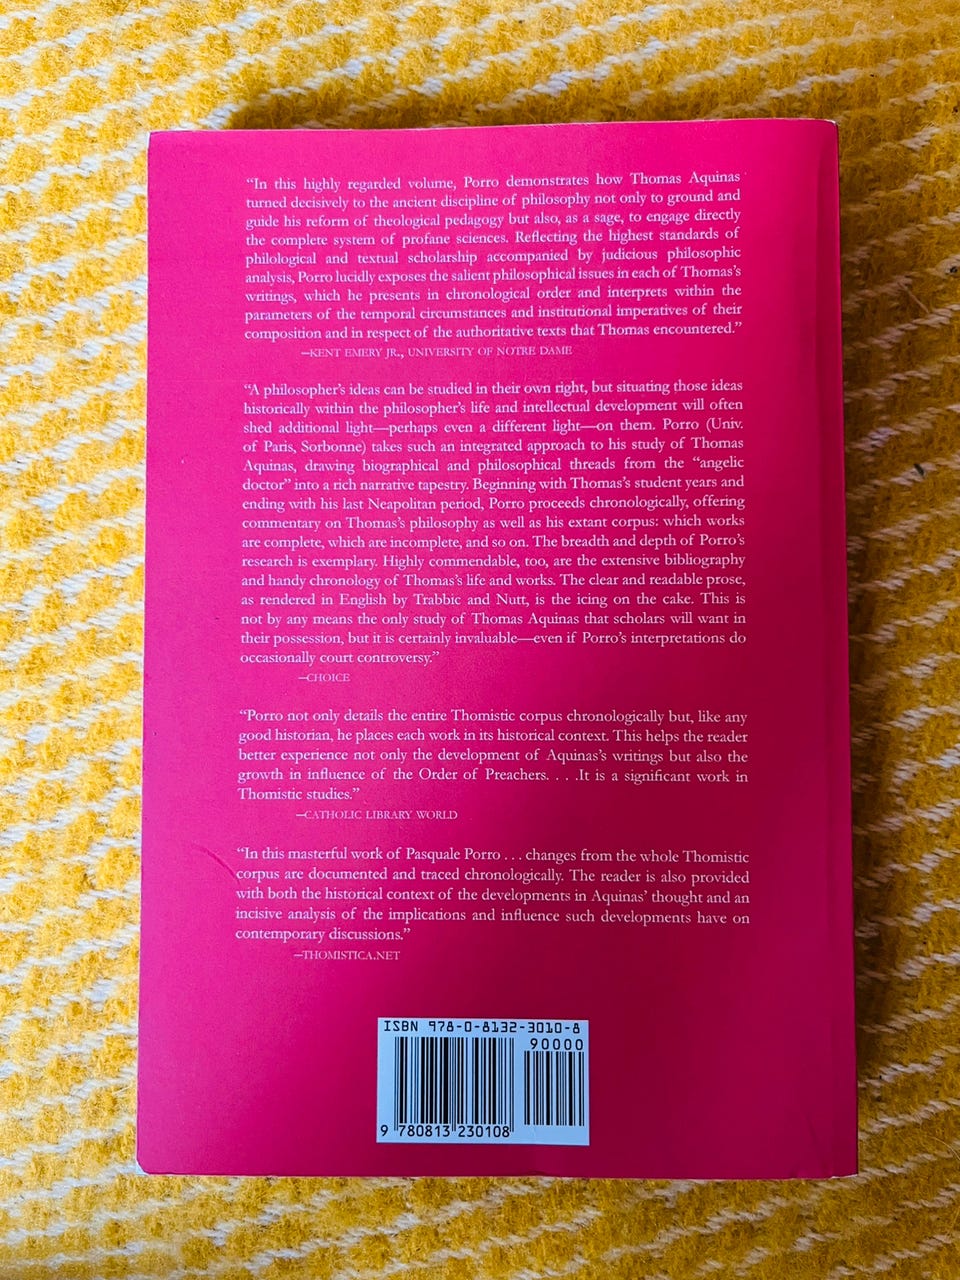 “In this highly regarded volume, Porro demonstrates how Thomas Aquinas
turned decisively to the ancient discipline of philosophy not only to ground and
guide his reform of theological pedagogy but also, as a sage, to engage directly
the complete system of profane sciences. Reflecting the highest standards of
philological and textual scholarship accompanied by judicious philosophic
analysis, Porro lucidly exposes the salient philosophical issues in each of Thomas’s
writings, which he presents in chronological order and interprets within the
parameters of the temporal circumstances and institutional imperatives of their
composition and in respect of the authoritative texts that Thomas encountered.”
—KENT EMERY JR., UNIVERSITY OF NOTRE DAME
“A philosopher’s ideas can be studied in their own right, but situating those ideas
historically within the philosopher’s life and intellectual development will often
shed additional light—perhaps even a different light—on them. Porro (Univ.
of Paris, Sorbonne) takes such an integrated approach to his study of Thomas
Aquinas, drawing biographical and philosophical threads from the “angelic
doctor” into a rich narrative tapestry. Beginning with Thomas’s student years and
ending with his last Neapolitan period, Porro proceeds chronologically, offering
commentary on Thomas’s philosophy as well as his extant corpus: which works
are complete, which are incomplete, and so on. The breadth and depth of Porro’s
research is exemplary. Highly commendable, too, are the extensive bibliography
and handy chronology of Thomas’s life and works. The clear and readable prose,
as rendered in English by Trabbic and Nutt, is the icing on the cake. This is
not by any means the only study of Thomas Aquinas that scholars will want in
their possession, but it is certainly invaluable—even if Porro’s interpretations do
occasionally court controversy.”
—CHOICE
“Porro not only details the entire Thomistic corpus chronologically but, like any
good historian, he places each work in its historical context. This helps the reader
better experience not only the development of Aquinas’s writings but also the
growth in influence of the Order of Preachers. . . .It is a significant work in
Thomistic studies.”
—CATHOLIC LIBRARY WORLD
“In this masterful work of Pasquale Porro . . . changes from the whole Thomistic
corpus are documented and traced chronologically. The reader is also provided
with both the historical context of the developments in Aquinas’ thought and an
incisive analysis of the implications and influence such developments have on
contemporary discussions.”
—THOMISTICA.NET
ISBN 978-0-8132-3010-8
90000
9 780813 230108